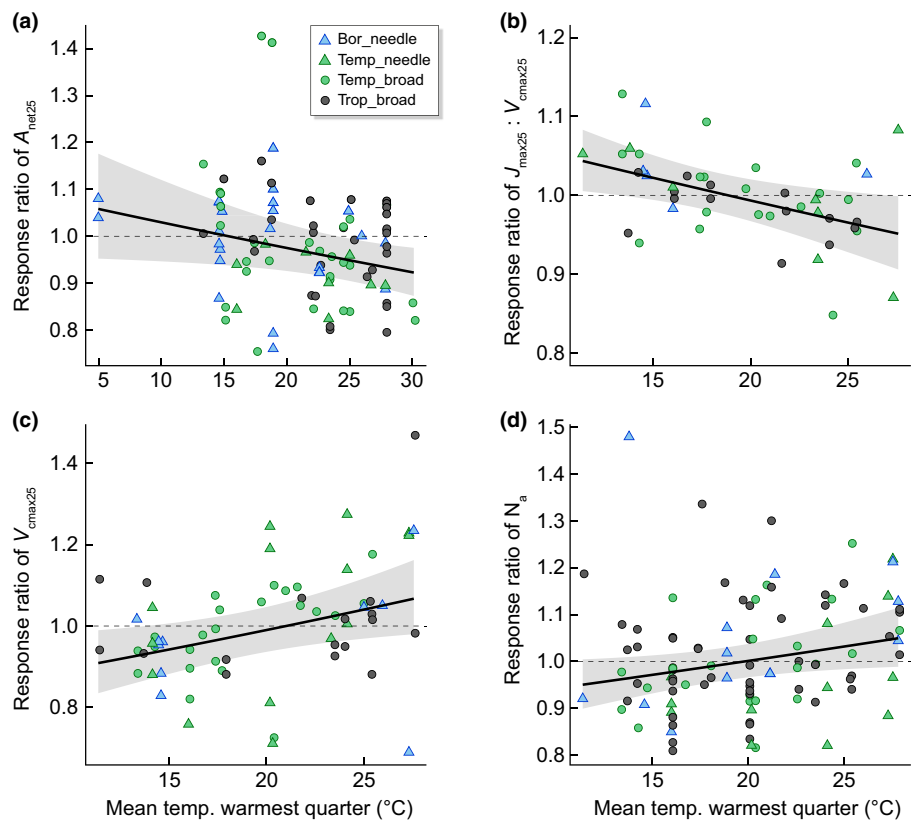 (a)
Response ratio of Anet25
1.4
1.3
1.2
1.1
1.0
0.9
0.8
5
10
15
20
25
30
Bor_needle
Temp_needle
Temp_broad
Trop_broad
(b)
Response ratio of Jmax25 : Vcmax25
1.2
1.1
1.0
0.9
0.8
15
20
25
(c)
Response ratio of Vcmax25
1.4
1.2
1.0
0.8
15
20
25
Mean temp. warmest quarter (°C)
(d)
Response ratio of Na
1.5
1.4
1.3
1.2
1.1
1.0
0.9
0.8
15
20
25
Mean temp. warmest quarter (°C)